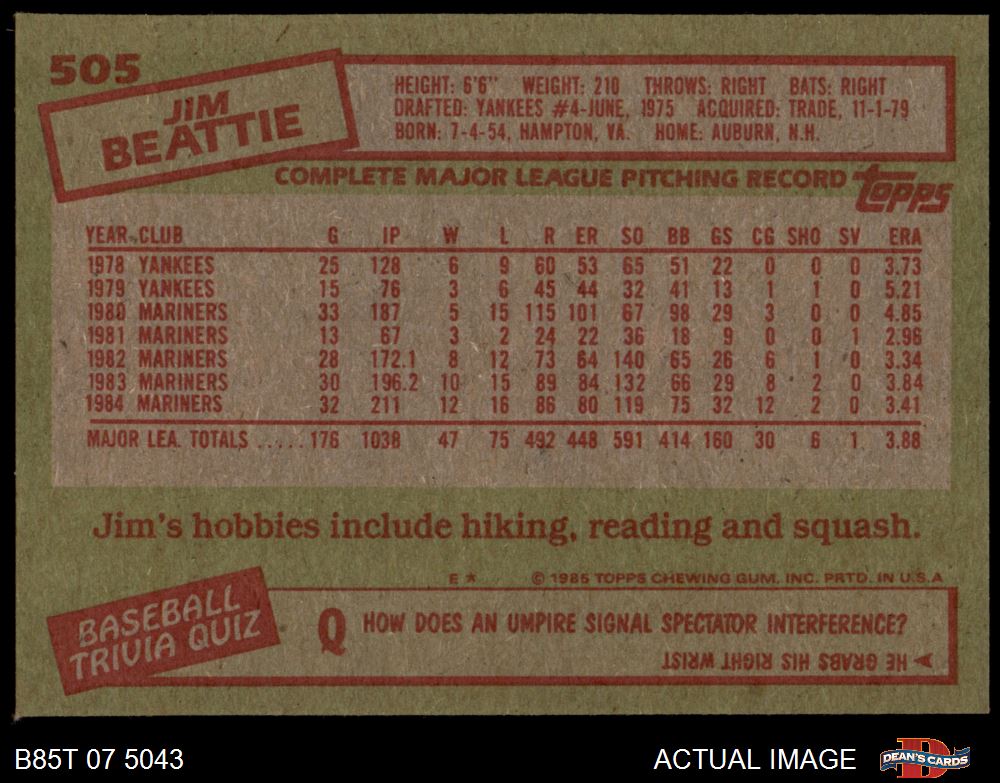 505
JIM
BEATTIE
HEIGHT: 6'6" WEIGHT: 210 THROWS: RIGHT BATS: RIGHT
DRAFTED: YANKEES #4-JUNE, 1975 ACQUIRED: TRADE, 11-1-79
BORN: 7-4-54, HAMPTON, VA. HOME: AUBURN, N.H.
COMPLETE MAJOR LEAGUE PITCHING RECORD topps
YEAR CLUB G IP W L R ER SO BB GS CG SHO SV ERA
1978 YANKEES 25 128 6 9 60 53 65 51 22 0 0 0 3.73
1979 YANKEES 15 76 3 6 45 44 32 41 13 1 1 0 5.21
1980 MARINERS 33 187 5 15 115 101 67 98 29 3 0 0 4.85
1981 MARINERS 13 67 3 2 24 22 36 18 9 0 0 1 2.96
1982 MARINERS 28 172.1 8 12 73 64 140 65 26 6 1 0 3.34
1983 MARINERS 30 196.2 10 15 89 84 132 66 29 8 2 0 3.84
1984 MARINERS 32 211 12 16 86 80 119 75 32 12 2 0 3.41
MAJOR LEA. TOTALS ..... 176 1038 47 75 492 448 591 414 160 30 6 1 3.88
Jim's hobbies include hiking, reading and squash.
E * © 1985 TOPPS CHEWING GUM, INC. PRTD. IN U.S.A
BASEBALL
TRIVIA QUIZ
Q HOW DOES AN UMPIRE SIGNAL SPECTATOR INTERFERENCE?
A HE GRABS HIS RIGHT WRIST
B85T 07 5043 ACTUAL IMAGE D DEAN'S CARDS